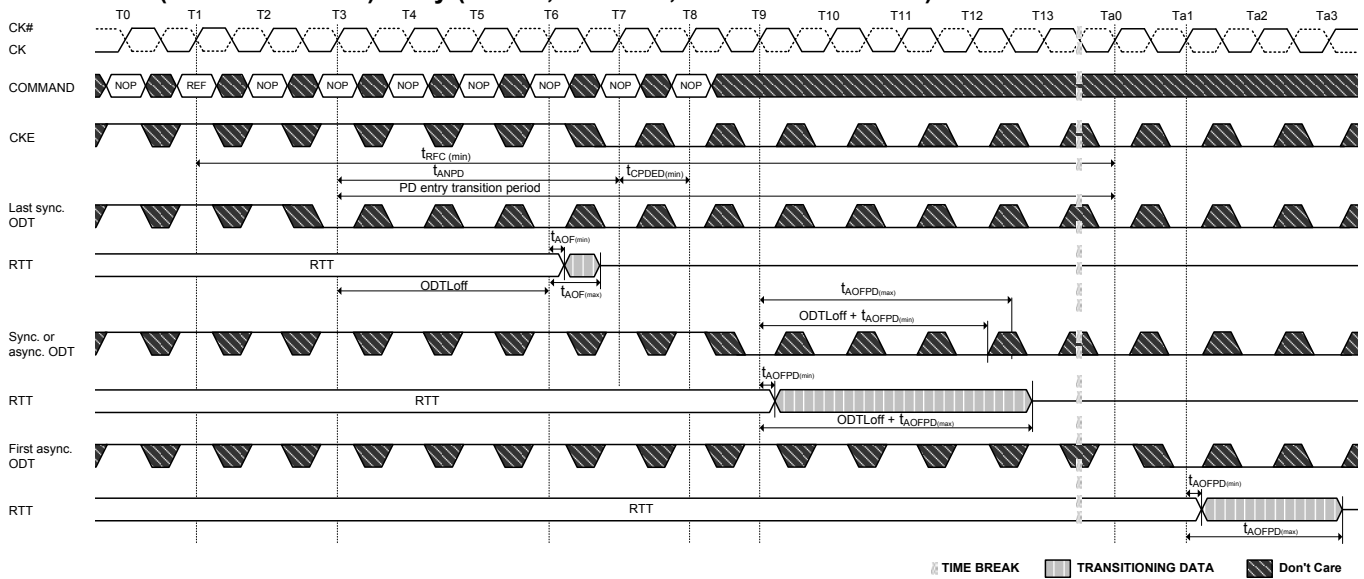 T0 T1 T2 T3 T4 T5 T6 T7 T8 T9 T10 T11 T12 T13 Ta0 Ta1 Ta2 Ta3
CK#
CK
COMMAND NOP REF NOP NOP NOP NOP NOP NOP NOP
CKE
tRFC (min)
tANPD tCPDED(min)
PD entry transition period
Last sync.
ODT
tAOF(min)
RTT RTT
ODTLoff tAOF(max)
tAOFPD(max)
ODTLoff + tAOFPD(min)
Sync. or
async. ODT
tAOFPD(min)
RTT RTT
ODTLoff + tAOFPD(max)
First async.
ODT
tAOFPD(min)
RTT RTT
tAOFPD(max)
TIME BREAK TRANSITIONING DATA Don't Care